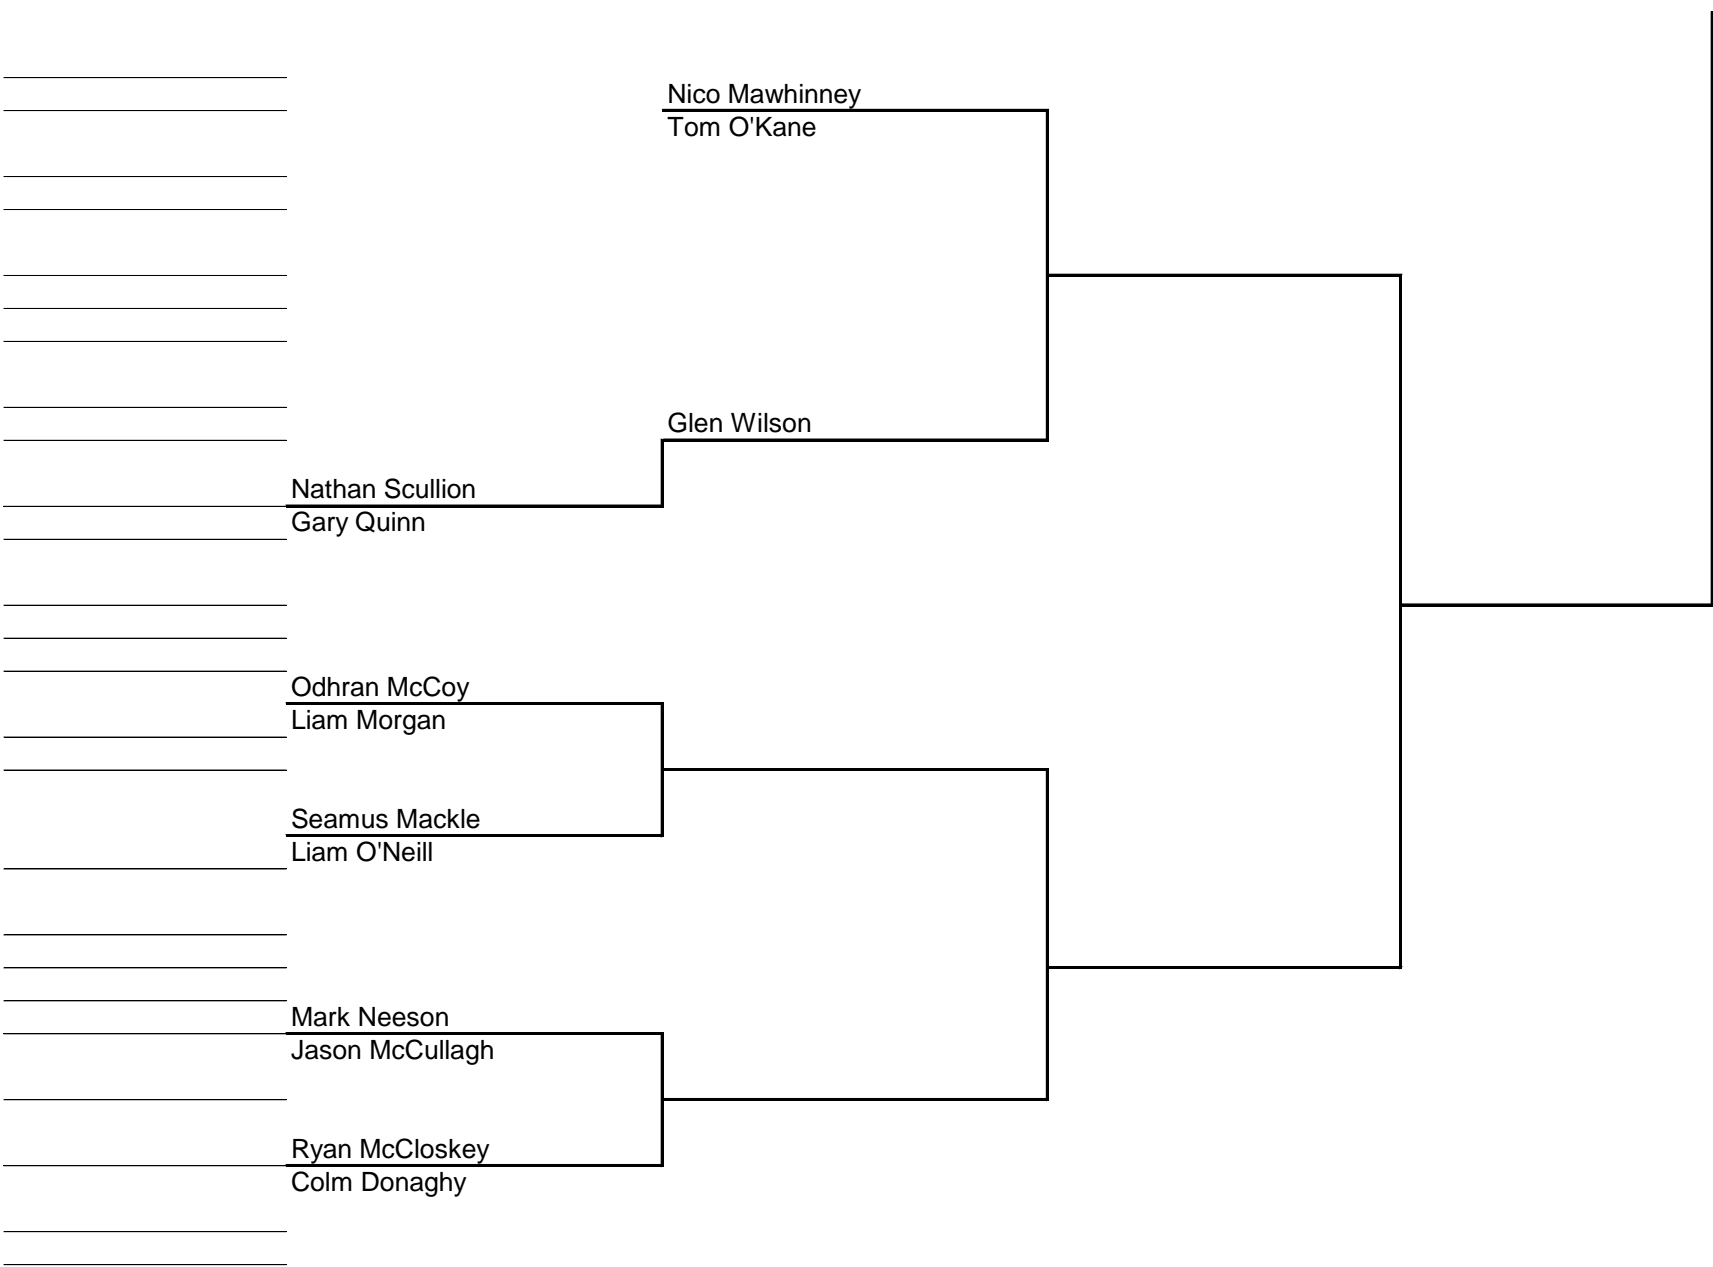 Nico Mawhinney
Tom O'Kane
Glen Wilson
Nathan Scullion
Gary Quinn
Odhran McCoy
Liam Morgan
Seamus Mackle
Liam O'Neill
Mark Neeson
Jason McCullagh
Ryan McCloskey
Colm Donaghy